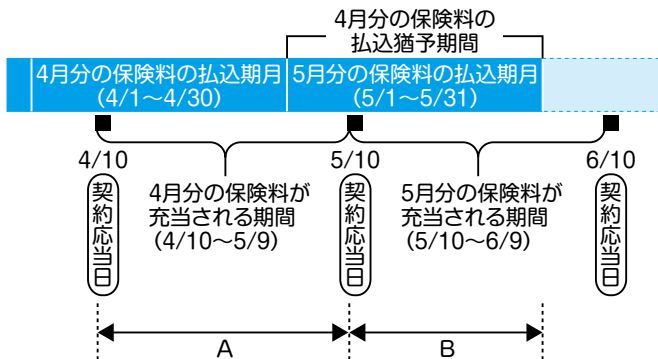 4月分の保険料の
払込猶予期間
4月分の保険料の払込期月
(4/1〜4/30)
5月分の保険料の払込期月
(5/1〜5/31)
4/10
5/10
6/10
契約応当日
4月分の保険料が
充当される期間
(4/10〜5/9)
契約応当日
5月分の保険料が
充当される期間
(5/10〜6/9)
契約応当日
A
B